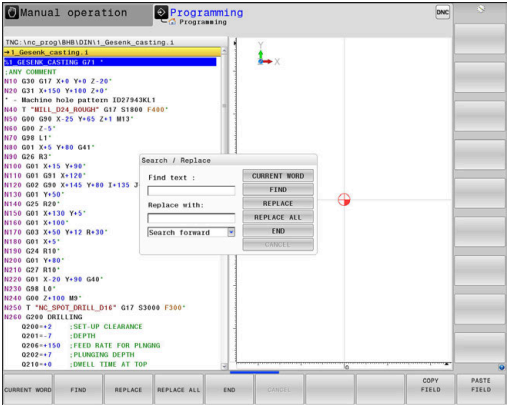 Manual operation
Programming
Programming
DNC
TNC:\nc_prog\BHB\DIN\1_Gesenk_casting.i
→1_Gesenk_casting.i
%1_GESENK_CASTING G71 *
;ANY COMMENT
N10 G30 G17 X+0 Y+0 Z-20*
N20 G31 X+150 Y+100 Z+0*
* - Machine hole pattern ID27943KL1
N40 T "MILL_D24_ROUGH" G17 S1800 F400*
N50 G00 G90 X-25 Y+65 Z+1 M13*
N60 G00 Z-5*
N70 G98 L1*
N80 G01 X+5 Y+80 G41*
N90 G26 R3*
N100 G01 X+15 Y+90*
N110 G01 G91 X+120*
N120 G02 G90 X+145 Y+80 I+135 J
N130 G01 Y+50*
N140 G25 R20*
N150 G01 X+130 Y+5*
N160 G01 X+100*
N170 G03 X+50 Y+12 R+30*
N180 G01 X+5*
N190 G24 R10*
N200 G01 Y+80*
N210 G27 R10*
N220 G01 X-20 Y+90 G40*
N230 G98 L0*
N240 G00 Z+100 M9*
N250 T "NC_SPOT_DRILL_D16" G17 S3000 F300*
N260 G200 DRILLING
Q200=+2 ;SET-UP CLEARANCE
Q201=-7 ;DEPTH
Q206=+150 ;FEED RATE FOR PLNGNG
Q202=+7 ;PLUNGING DEPTH
Q210=+0 ;DWELL TIME AT TOP
Y
X
Search / Replace
Find text :
Replace with:
Search forward
CURRENT WORD
FIND
REPLACE
REPLACE ALL
END
CANCEL
0
CURRENT WORD
FIND
REPLACE
REPLACE ALL
END
CANCEL
COPY
FIELD
PASTE
FIELD